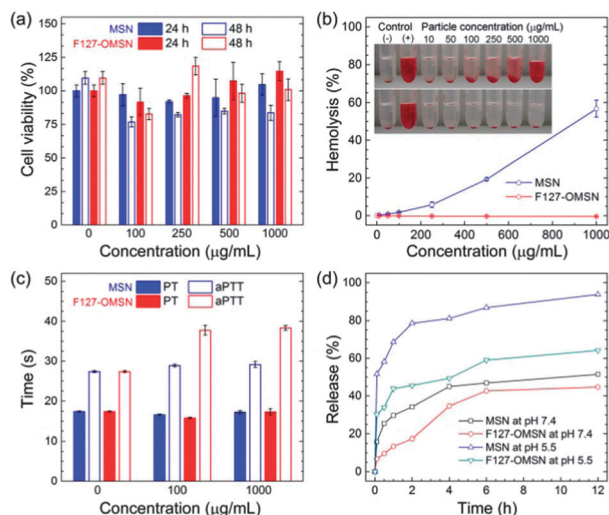 (a)
MSN 24 h 48 h
F127-OMSN 24 h 48 h
Cell viability (%)
150
125
100
75
50
25
0
0 100 250 500 1000
Concentration (µg/mL)
(b)
Control Particle concentration (µg/mL)
(-) (+) 10 50 100 250 500 1000
Hemolysis (%)
100
80
60
40
20
0
MSN
F127-OMSN
0 200 400 600 800 1000
Concentration (µg/mL)
(c)
MSN PT aPTT
F127-OMSN PT aPTT
Time (s)
50
40
30
20
10
0
0 100 1000
Concentration (µg/mL)
(d)
Release (%)
100
80
60
40
20
0
MSN at pH 7.4
F127-OMSN at pH 7.4
MSN at pH 5.5
F127-OMSN at pH 5.5
0 2 4 6 8 10 12
Time (h)